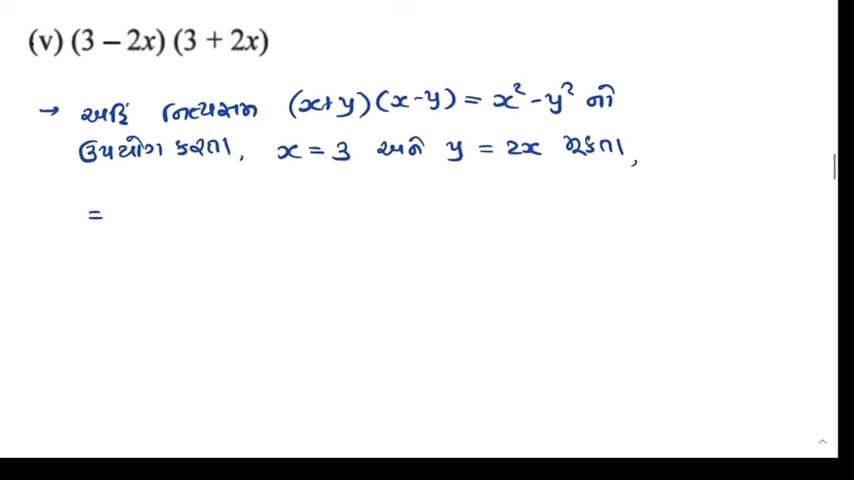 (v) (3 – 2x) (3 + 2x)
→ અહિં નિત્યસમ (x+y)(x-y) = x² - y² નો
ઉપયોગ કરતા, x = 3 અને y = 2x મૂકતા,
=